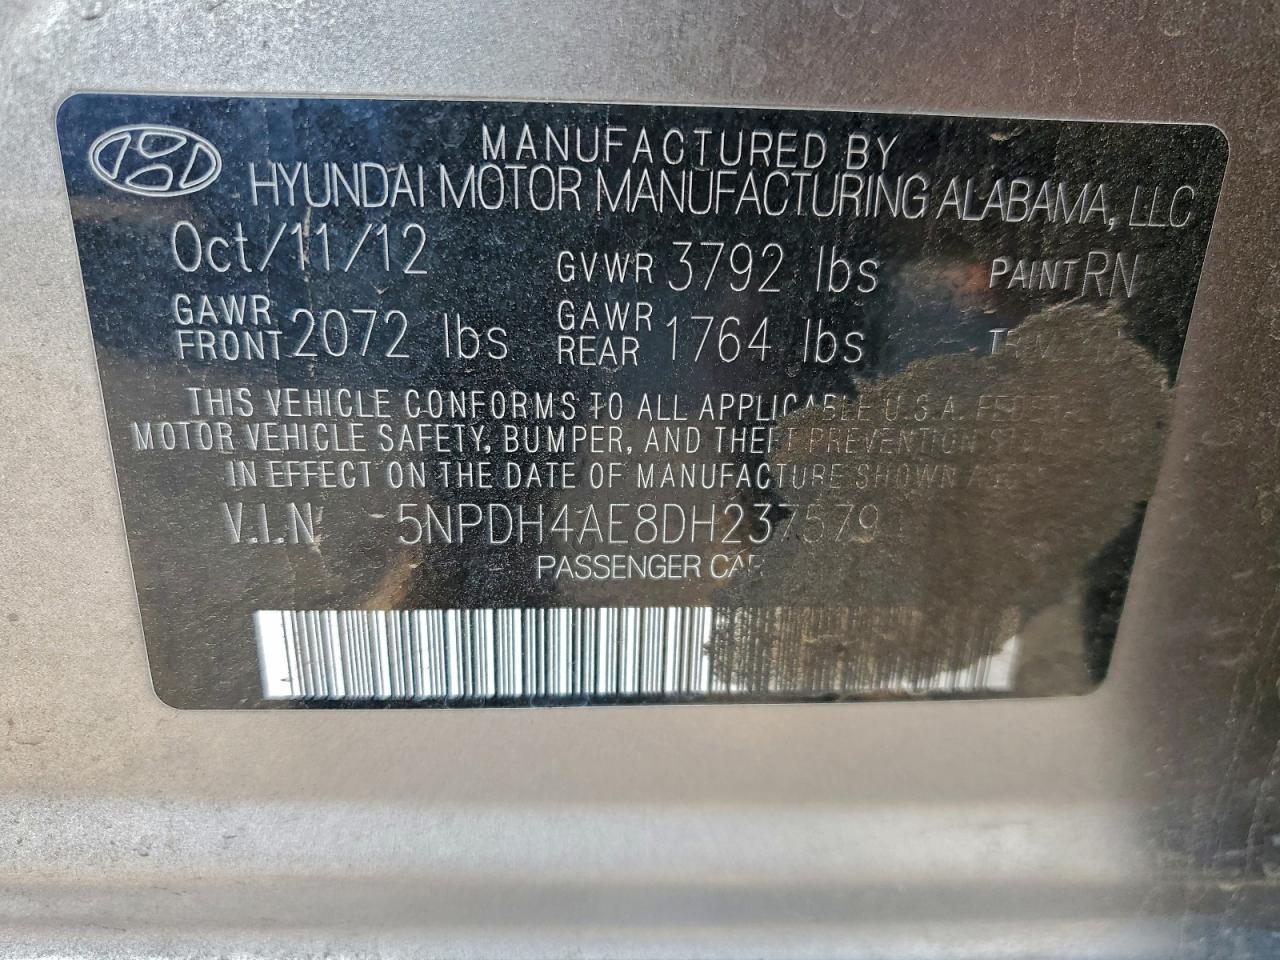 MANUFACTURED BY
HYUNDAI MOTOR MANUFACTURING ALABAMA, LLC
Oct/11/12 GVWR 3792 lbs PAINT RN
GAWR FRONT 2072 lbs GAWR REAR 1764 lbs
THIS VEHICLE CONFORMS TO ALL APPLICABLE U.S.A.
MOTOR VEHICLE SAFETY, BUMPER, AND THEFT PREVENTION
IN EFFECT ON THE DATE OF MANUFACTURE SHOWN
V.I.N 5NPDH4AE8DH237579
PASSENGER CAR